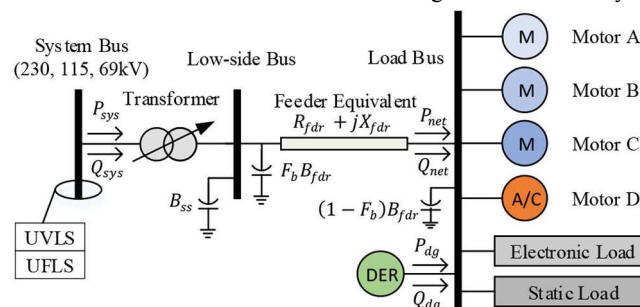 System Bus
(230, 115, 69kV)
Low-side Bus
Load Bus
Transformer
Feeder Equivalent
P_sys
Q_sys
R_fdr + jX_fdr
P_net
Q_net
F_b B_fdr
B_ss
(1 − F_b)B_fdr
UVLS
UFLS
DER
P_dg
Q_dg
M
Motor A
M
Motor B
M
Motor C
A/C
Motor D
Electronic Load
Static Load